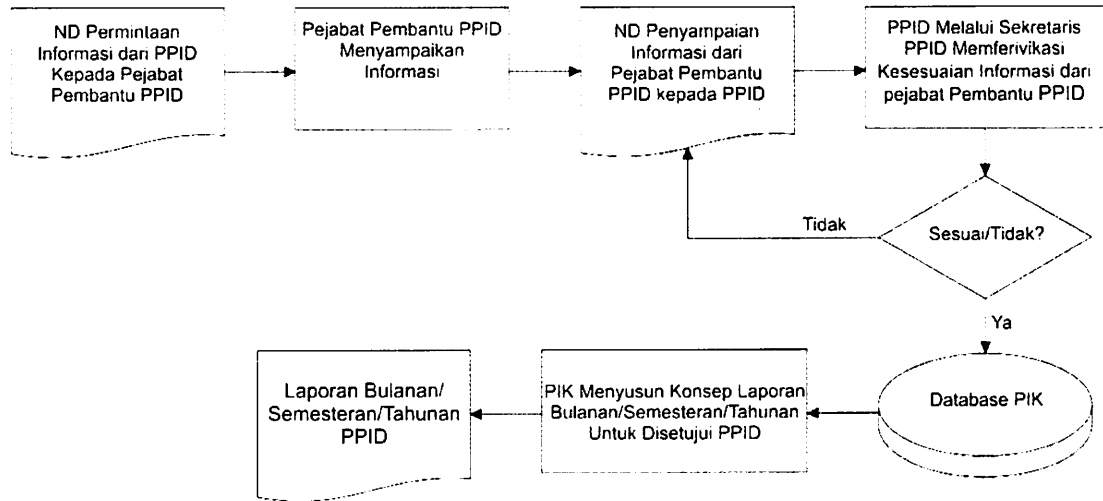 ND Permintaan
Informasi dari PPID
Kepada Pejabat
Pembantu PPID
Pejabat Pembantu PPID
Menyampaikan
Informasi
ND Penyampaian
Informasi dari
Pejabat Pembantu
PPID kepada PPID
PPID Melalui Sekretaris
PPID Memferivikasi
Kesesuaian Informasi dari
pejabat Pembantu PPID
Tidak
Sesuai/Tidak?
Ya
Database PIK
PIK Menyusun Konsep Laporan
Bulanan/Semesteran/Tahunan
Untuk Disetujui PPID
Laporan Bulanan/
Semesteran/Tahunan
PPID